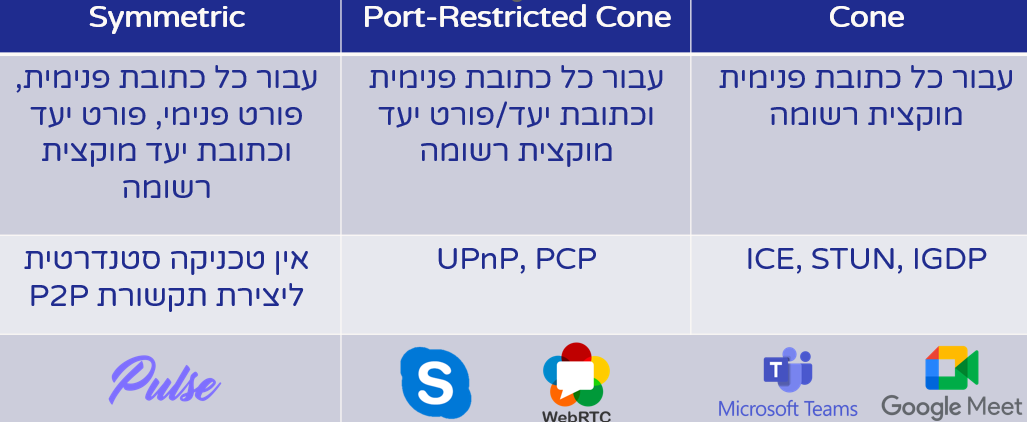 Symmetric
Port-Restricted Cone
Cone
עבור כל כתובת פנימית,
פורט פנימי, פורט יעד
וכתובת יעד מוקצית
רשומה
עבור כל כתובת פנימית
וכתובת יעד/פורט יעד
מוקצית רשומה
עבור כל כתובת פנימית
מוקצית רשומה
אין טכניקה סטנדרטית
ליצירת תקשורת P2P
UPnP, PCP
ICE, STUN, IGDP
Pulse
S
WebRTC
T
Microsoft Teams
Google Meet